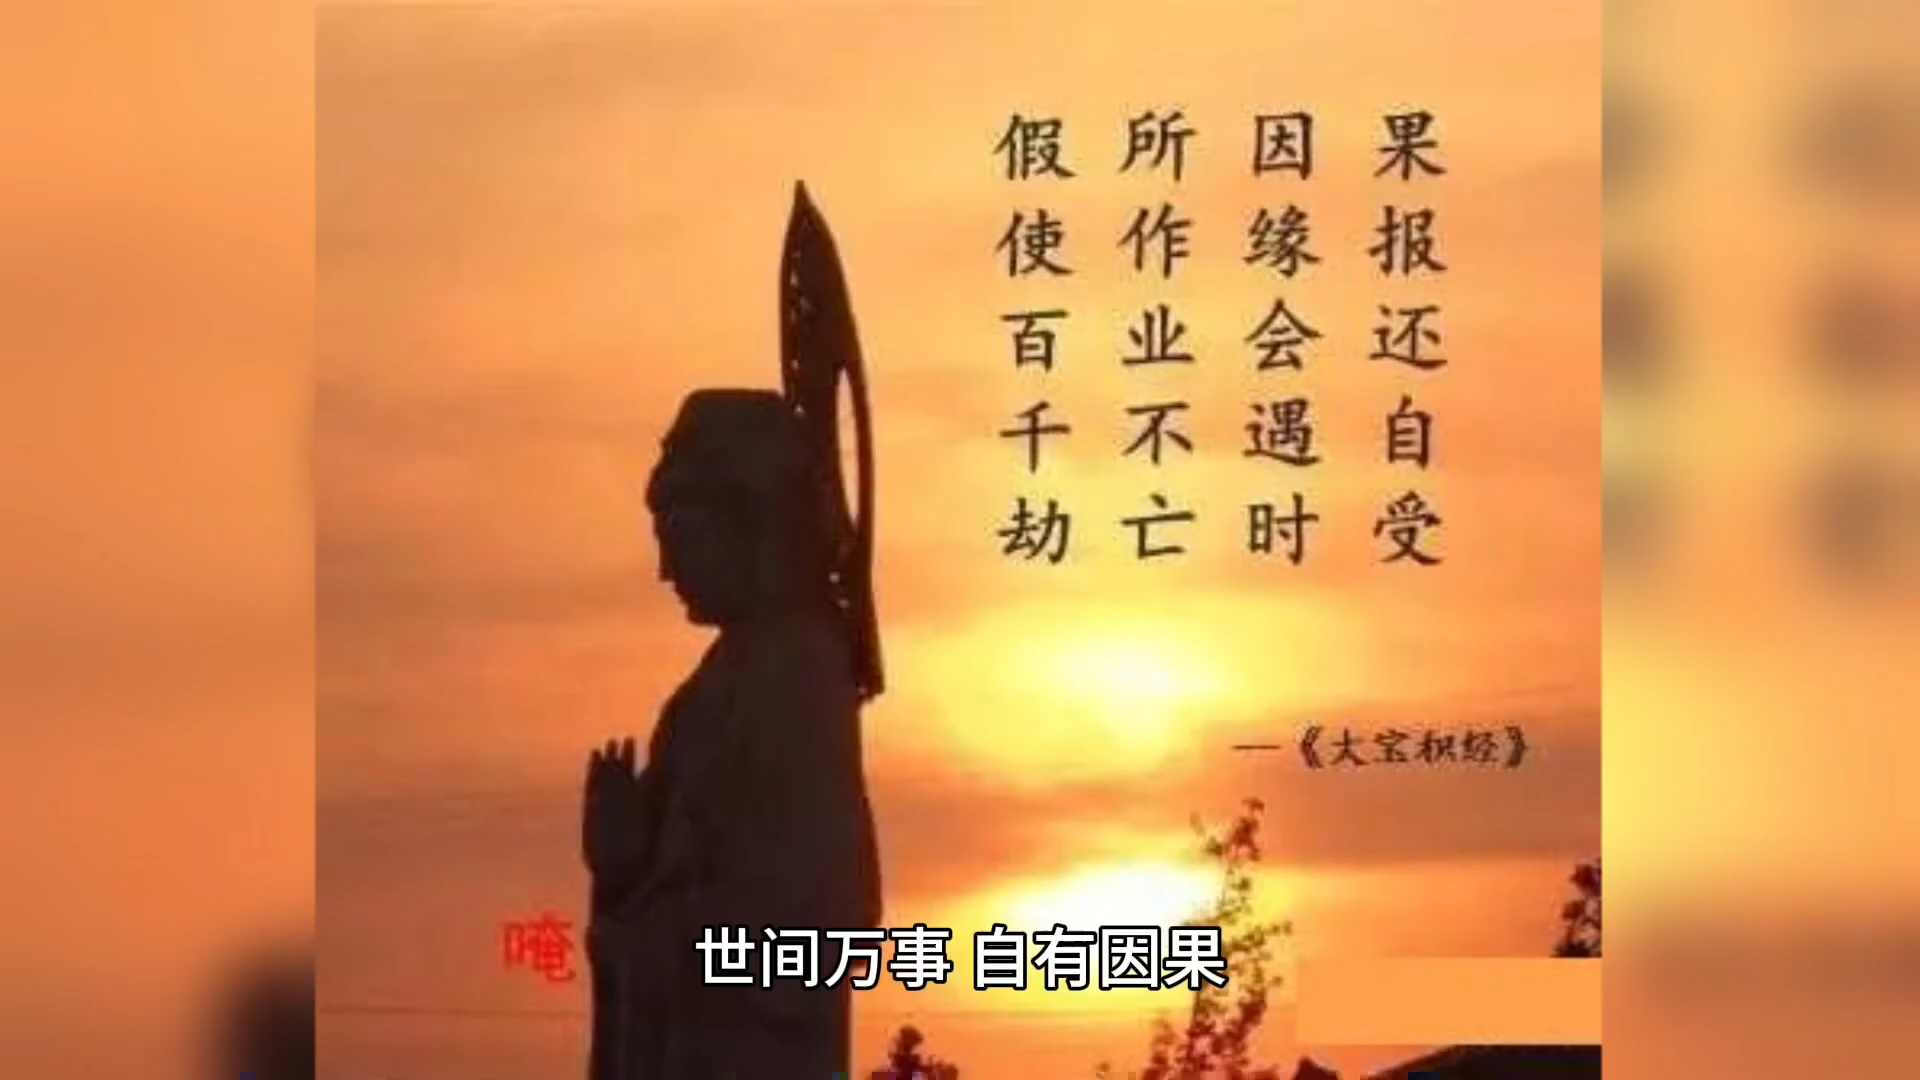 假使百千劫
所作业不亡
因缘会遇时
果报还自受
—《大宝积经》
唵
世间万事 自有因果